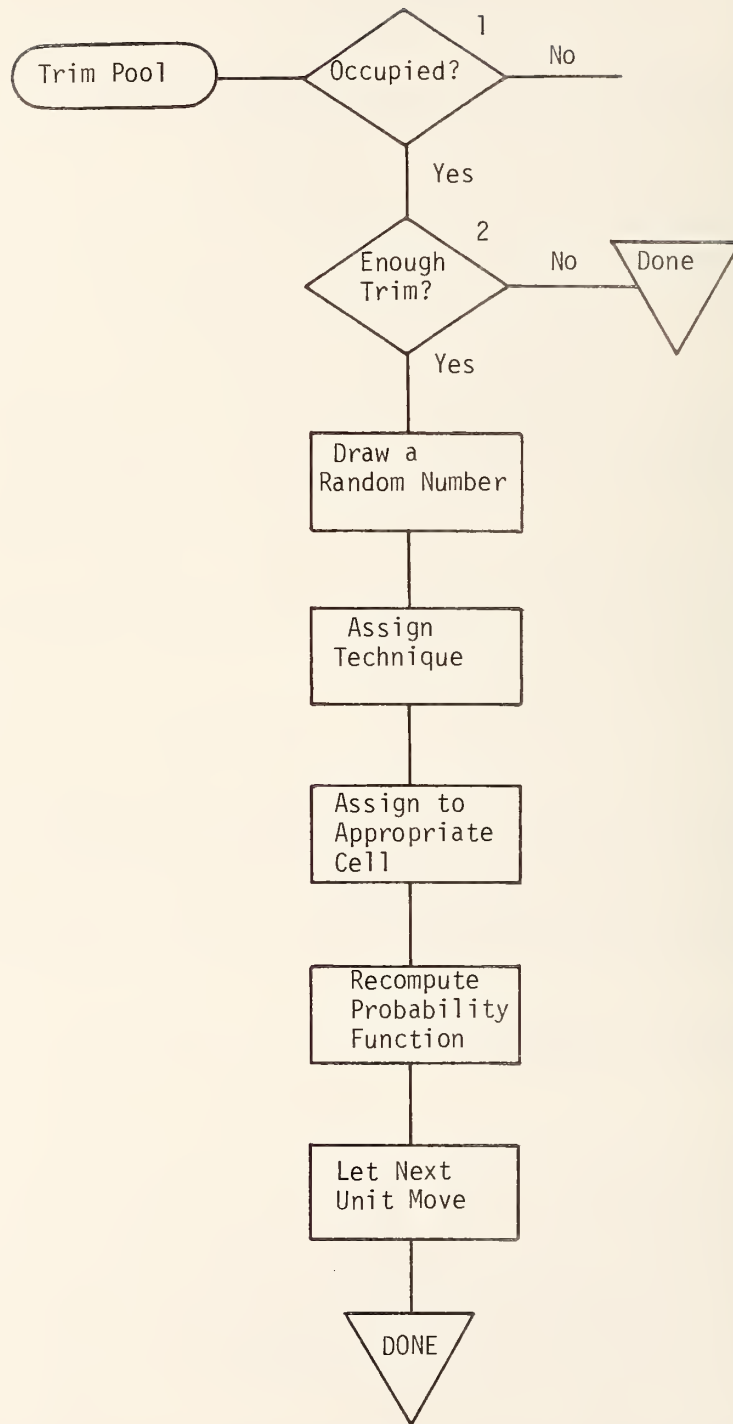 Trim Pool
1
Occupied?
No
Yes
2
Enough
Trim?
No
Done
Yes
Draw a
Random Number
Assign
Technique
Assign to
Appropriate
Cell
Recompute
Probability
Function
Let Next
Unit Move
DONE